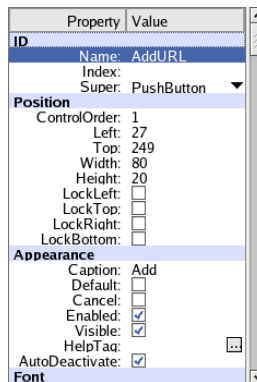 Property Value
ID
Name: AddURL
Index:
Super: PushButton
Position
ControlOrder: 1
Left: 27
Top: 249
Width: 80
Height: 20
LockLeft:
LockTop:
LockRight:
LockBottom:
Appearance
Caption: Add
Default:
Cancel:
Enabled:
Visible:
HelpTag: ...
AutoDeactivate:
Font